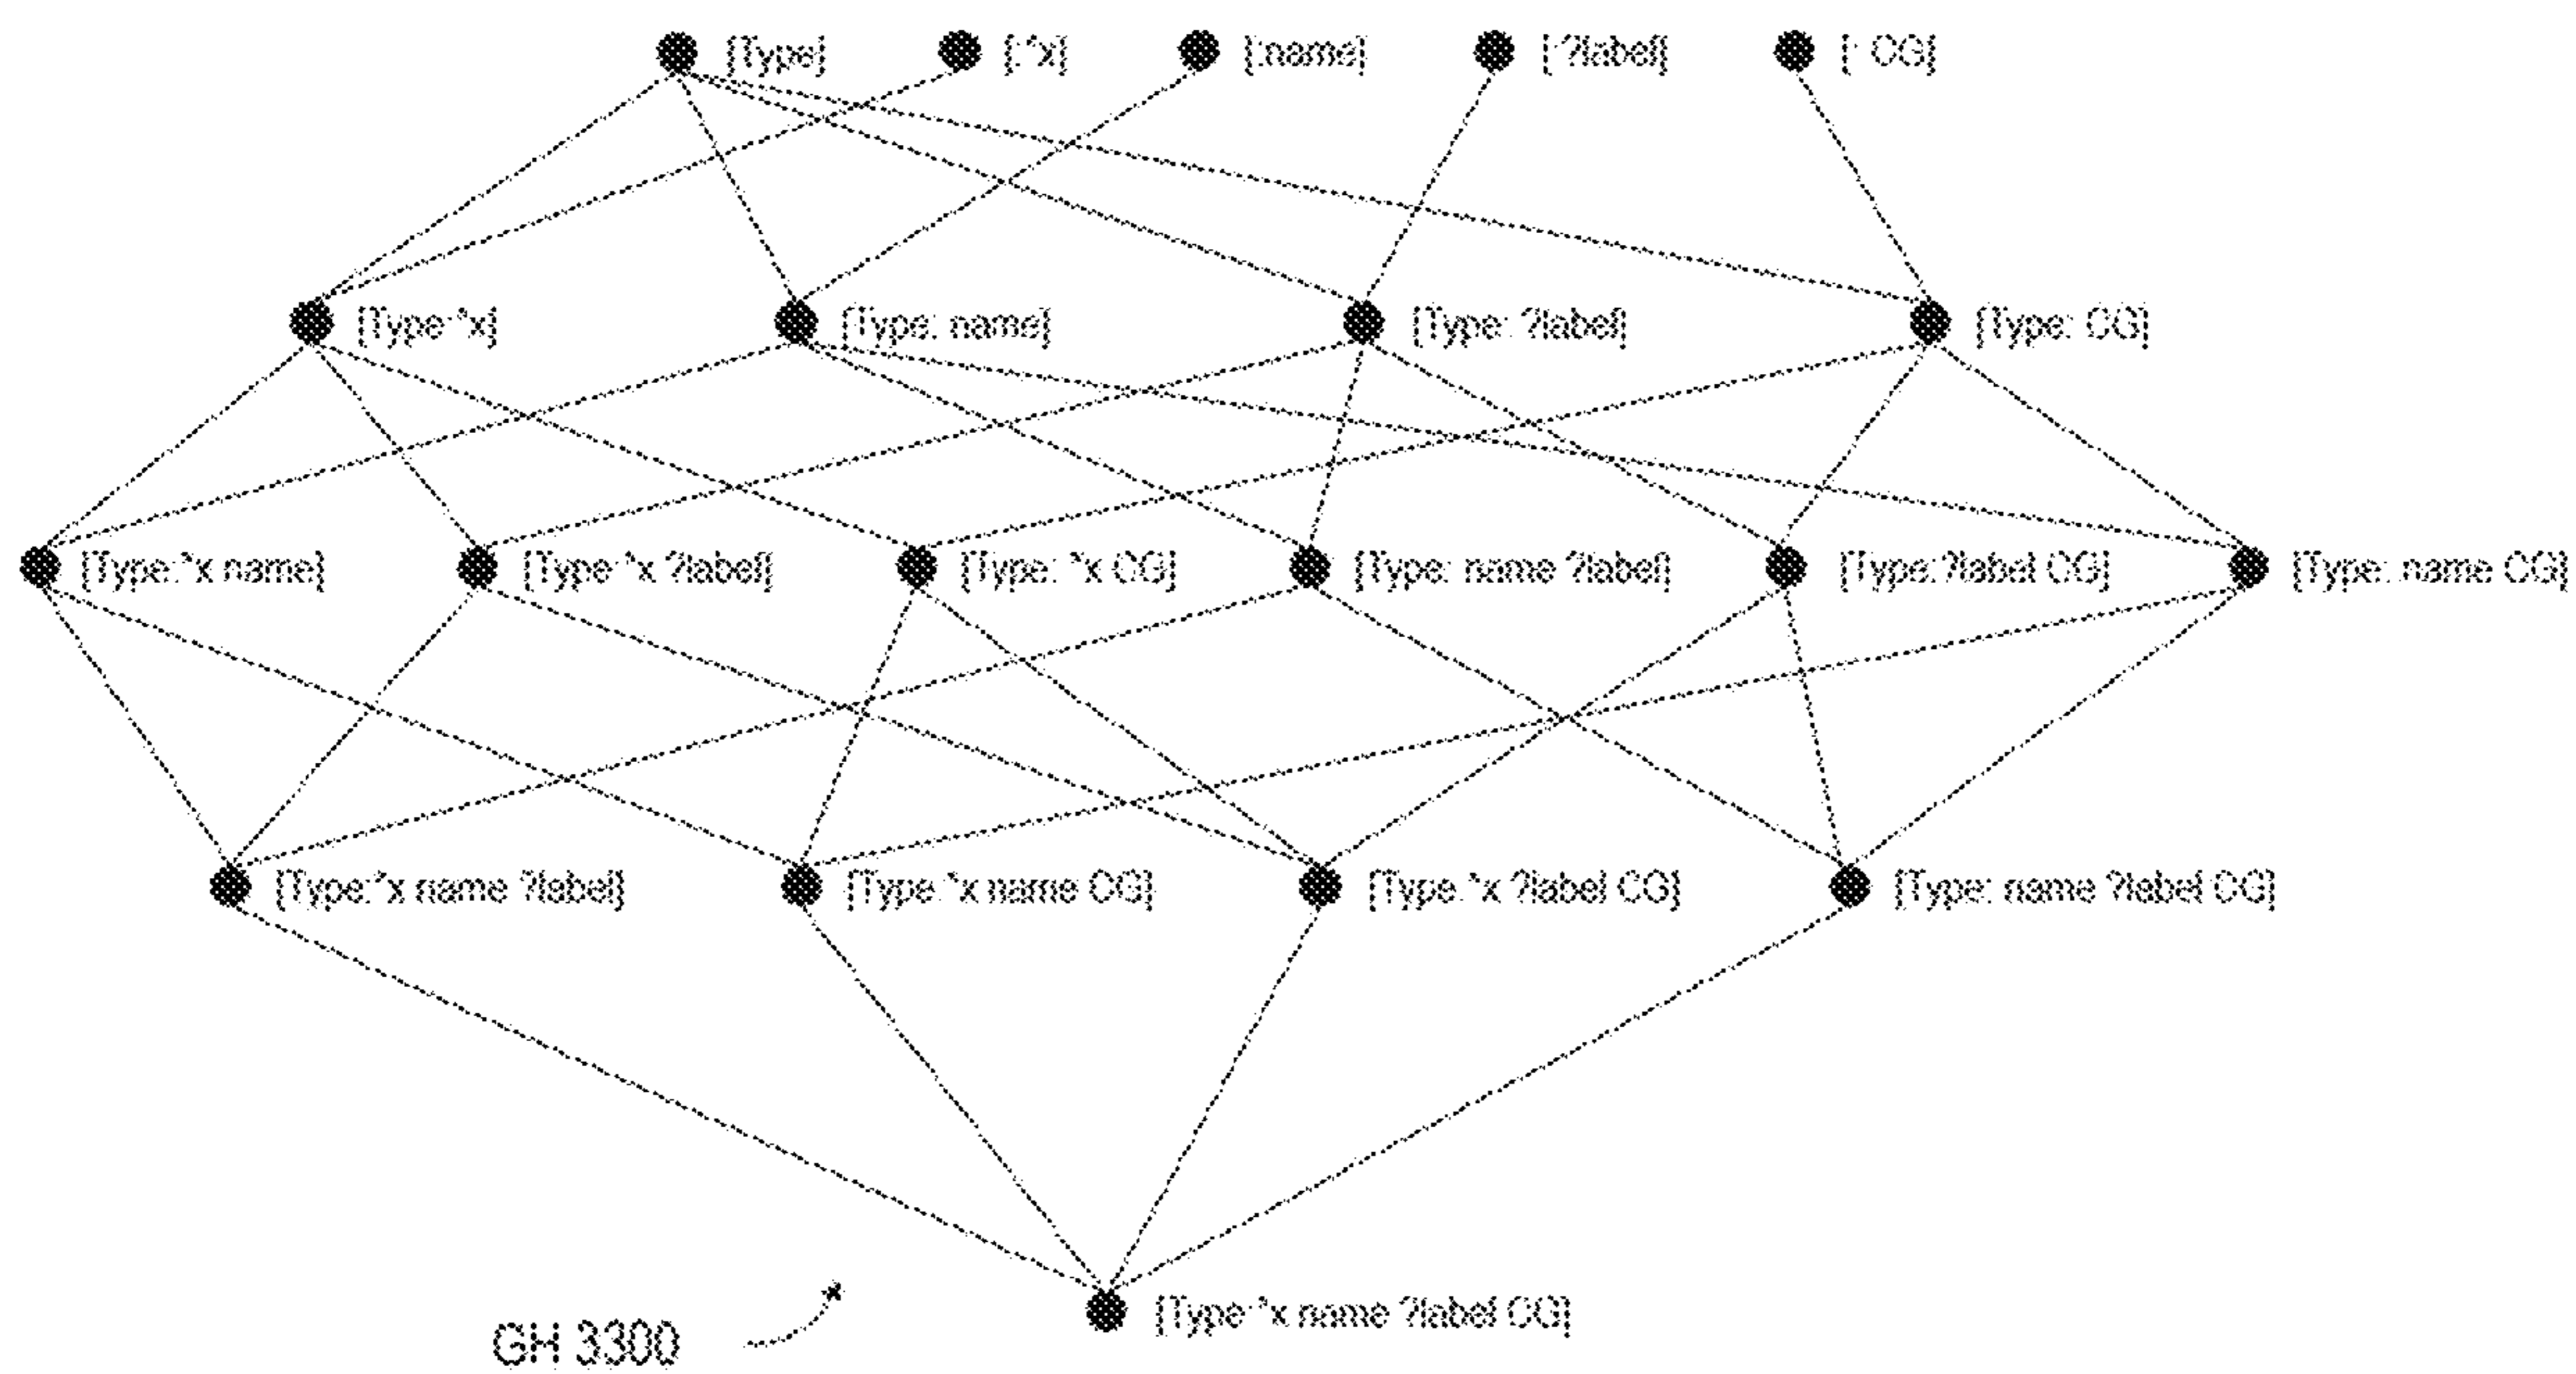 [Type] [:*x] [:name] [:?label] [: CG]
[Type:*x] [Type: name] [Type: ?label] [Type: CG]
[Type:*x name] [Type:*x ?label] [Type: *x CG] [Type: name ?label] [Type:?label CG] [Type: name CG]
[Type:*x name ?label] [Type:*x name CG] [Type:*x ?label CG] [Type: name ?label CG]
[Type:*x name ?label CG]
GH 3300